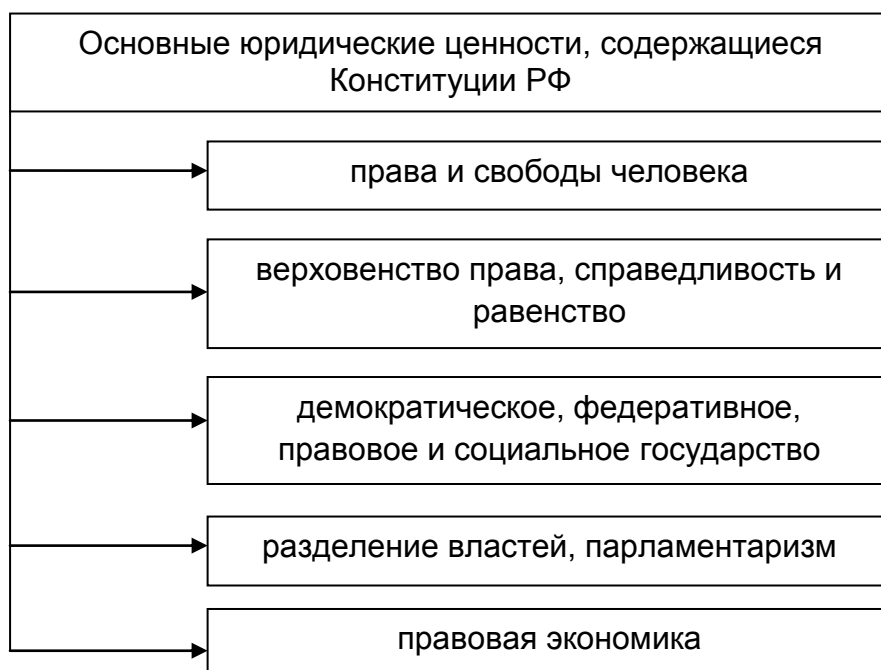 Основные юридические ценности, содержащиеся
Конституции РФ
права и свободы человека
верховенство права, справедливость и
равенство
демократическое, федеративное,
правовое и социальное государство
разделение властей, парламентаризм
правовая экономика